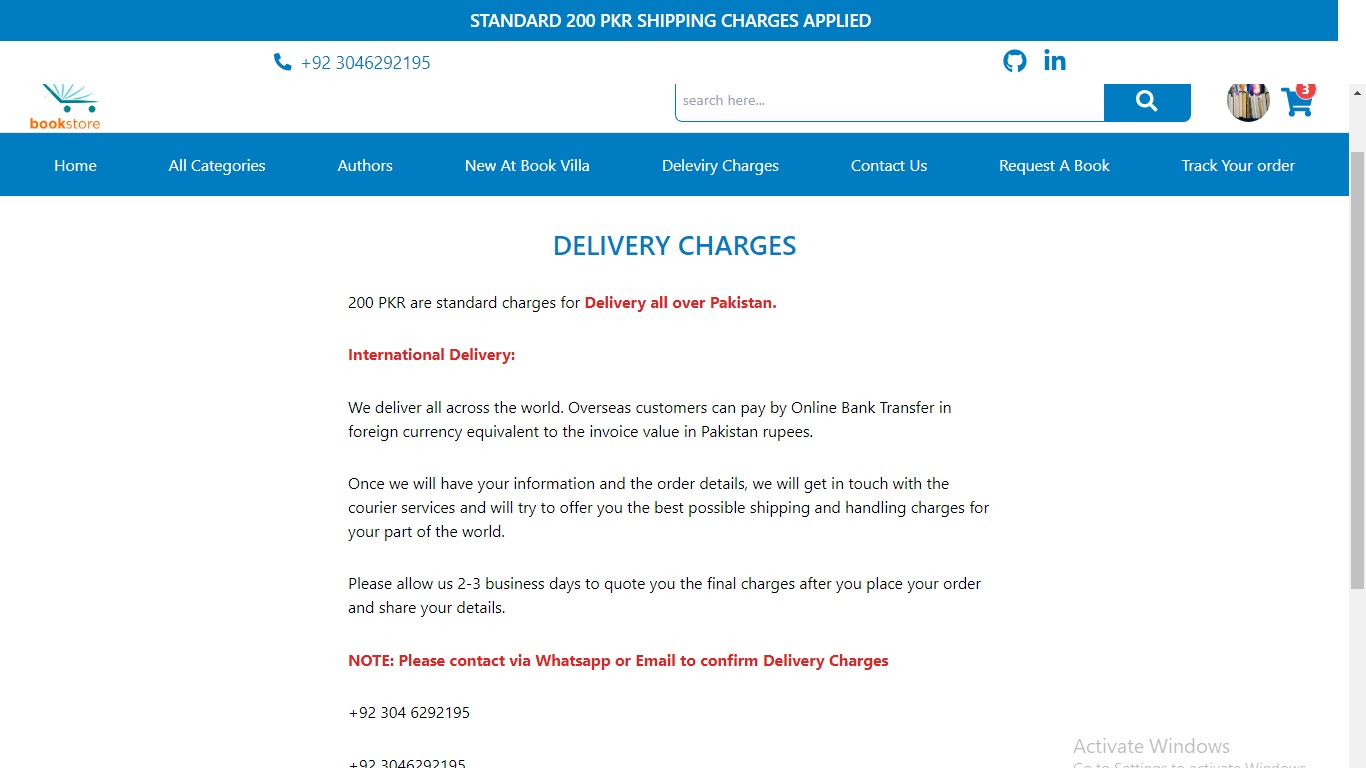 STANDARD 200 PKR SHIPPING CHARGES APPLIED
+92 3046292195
bookstore
search here...
3
Home All Categories Authors New At Book Villa Deleviry Charges Contact Us Request A Book Track Your order
DELIVERY CHARGES
200 PKR are standard charges for Delivery all over Pakistan.
International Delivery:
We deliver all across the world. Overseas customers can pay by Online Bank Transfer in
foreign currency equivalent to the invoice value in Pakistan rupees.
Once we will have your information and the order details, we will get in touch with the
courier services and will try to offer you the best possible shipping and handling charges for
your part of the world.
Please allow us 2-3 business days to quote you the final charges after you place your order
and share your details.
NOTE: Please contact via Whatsapp or Email to confirm Delivery Charges
+92 304 6292195
+92 3046292195
Activate Windows
Go to Settings to activate Windows.